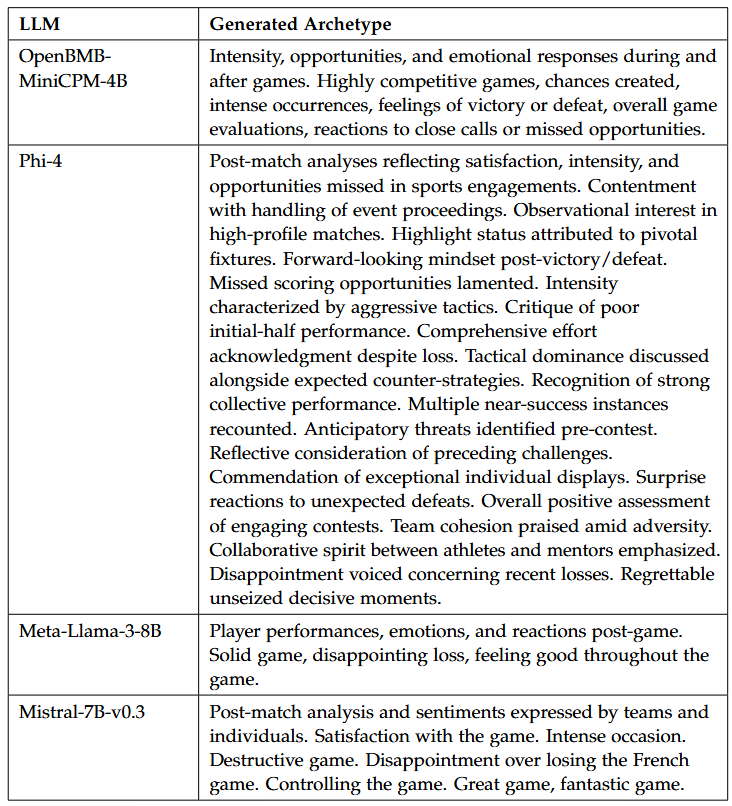 LLM Generated Archetype
OpenBMB- Intensity, opportunities, and emotional responses during and
MiniCPM-4B after games. Highly competitive games, chances created,
intense occurrences, feelings of victory or defeat, overall game
evaluations, reactions to close calls or missed opportunities.
Phi-4 Post-match analyses reflecting satisfaction, intensity, and
opportunities missed in sports engagements. Contentment
with handling of event proceedings. Observational interest in
high-profile matches. Highlight status attributed to pivotal
fixtures. Forward-looking mindset post-victory/defeat.
Missed scoring opportunities lamented. Intensity
characterized by aggressive tactics. Critique of poor
initial-half performance. Comprehensive effort
acknowledgment despite loss. Tactical dominance discussed
alongside expected counter-strategies. Recognition of strong
collective performance. Multiple near-success instances
recounted. Anticipatory threats identified pre-contest.
Reflective consideration of preceding challenges.
Commendation of exceptional individual displays. Surprise
reactions to unexpected defeats. Overall positive assessment
of engaging contests. Team cohesion praised amid adversity.
Collaborative spirit between athletes and mentors emphasized.
Disappointment voiced concerning recent losses. Regrettable
unseized decisive moments.
Meta-Llama-3-8B Player performances, emotions, and reactions post-game.
Solid game, disappointing loss, feeling good throughout the
game.
Mistral-7B-v0.3 Post-match analysis and sentiments expressed by teams and
individuals. Satisfaction with the game. Intense occasion.
Destructive game. Disappointment over losing the French
game. Controlling the game. Great game, fantastic game.